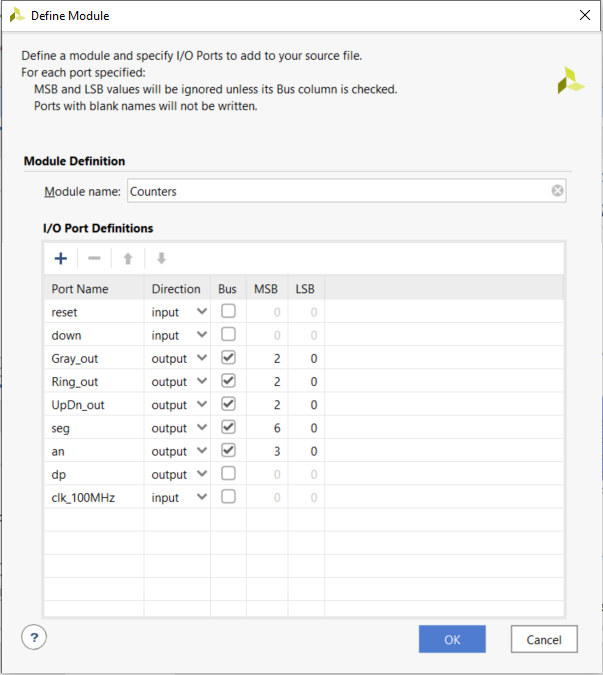 Define Module
Define a module and specify I/O Ports to add to your source file.
For each port specified:
MSB and LSB values will be ignored unless its Bus column is checked.
Ports with blank names will not be written.
Module Definition
Module name: Counters
I/O Port Definitions
Port Name Direction Bus MSB LSB
reset input 0 0
down input 0 0
Gray_out output 2 0
Ring_out output 2 0
UpDn_out output 2 0
seg output 6 0
an output 3 0
dp output 0 0
clk_100MHz input 0 0
? OK Cancel